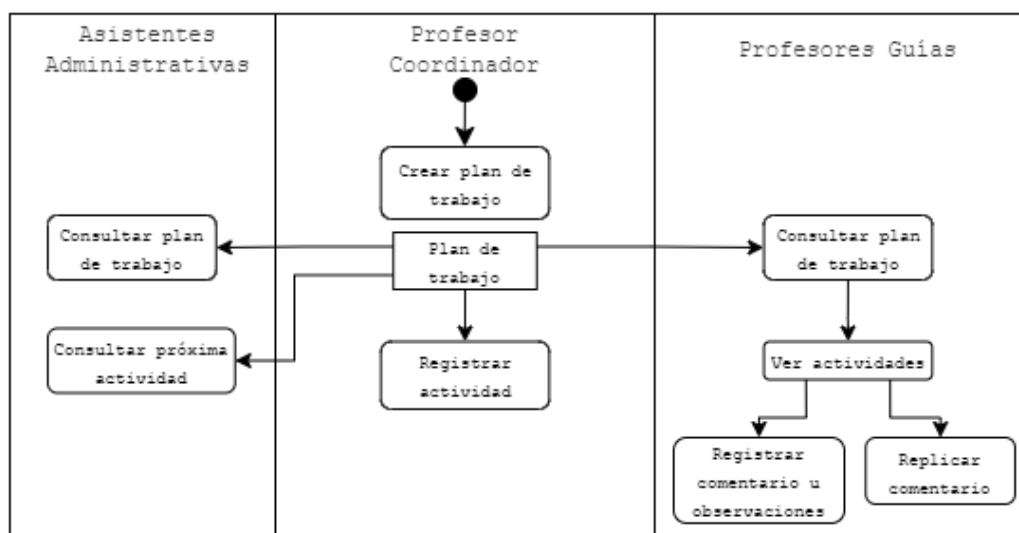 Asistentes
Administrativas
Profesor
Coordinador
Profesores Guías
Crear plan de
trabajo
Consultar plan
de trabajo
Plan de
trabajo
Consultar plan
de trabajo
Consultar próxima
actividad
Registrar
actividad
Ver actividades
Registrar
comentario u
observaciones
Replicar
comentario